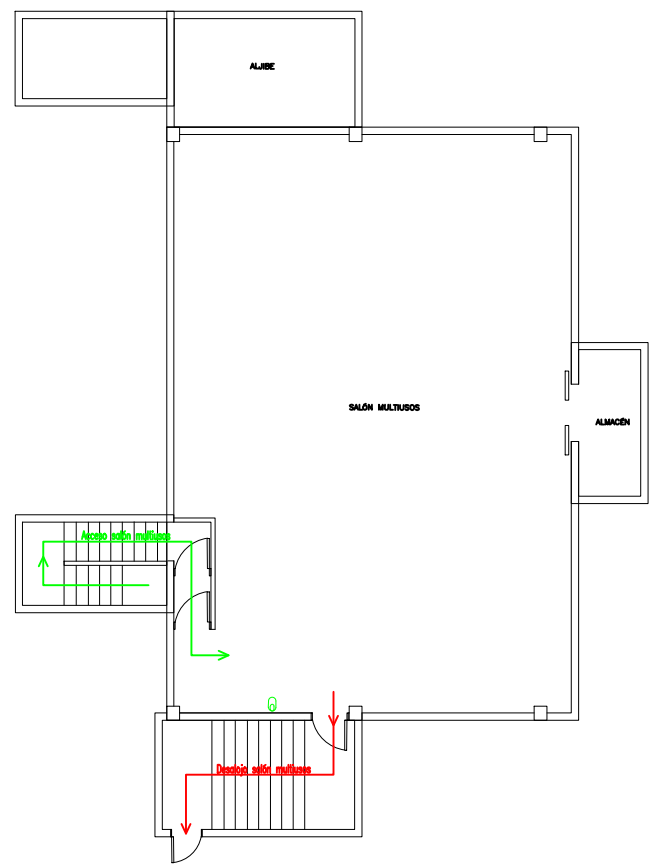 ALJIBE
SALÓN MULTIUSOS
ALMACÉN
Acceso salón multiusos
Desalojo salón multiusos